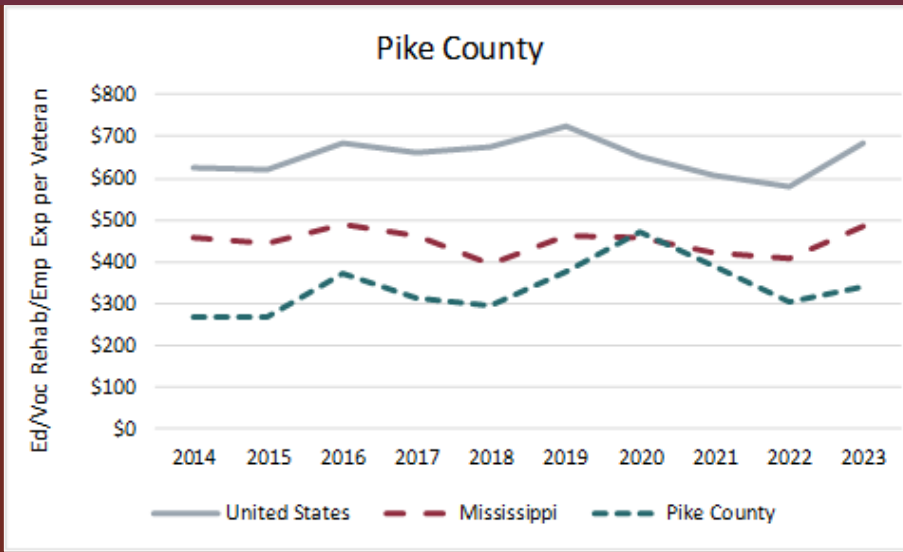 Pike County
Ed/Voc Rehab/Emp Exp per Veteran
$800
$700
$600
$500
$400
$300
$200
$100
$0
2014 2015 2016 2017 2018 2019 2020 2021 2022 2023
United States Mississippi Pike County